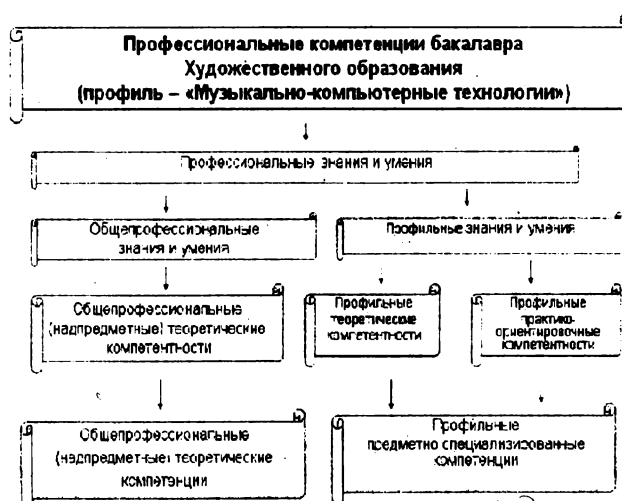 Профессиональные компетенции бакалавра
Художественного образования
(профиль – «Музыкально-компьютерные технологии»)
Профессиональные знания и умения
Общепрофессиональные
знания и умения
Профильные знания и умения
Общепрофессиональные
(надпредметные) теоретические
компетентности
Профильные
теоретические
компетентности
Профильные
практико-
ориентировочные
компетентности
Общепрофессиональные
(надпредметные) теоретические
компетенции
Профильные
предметно специализированные
компетенции